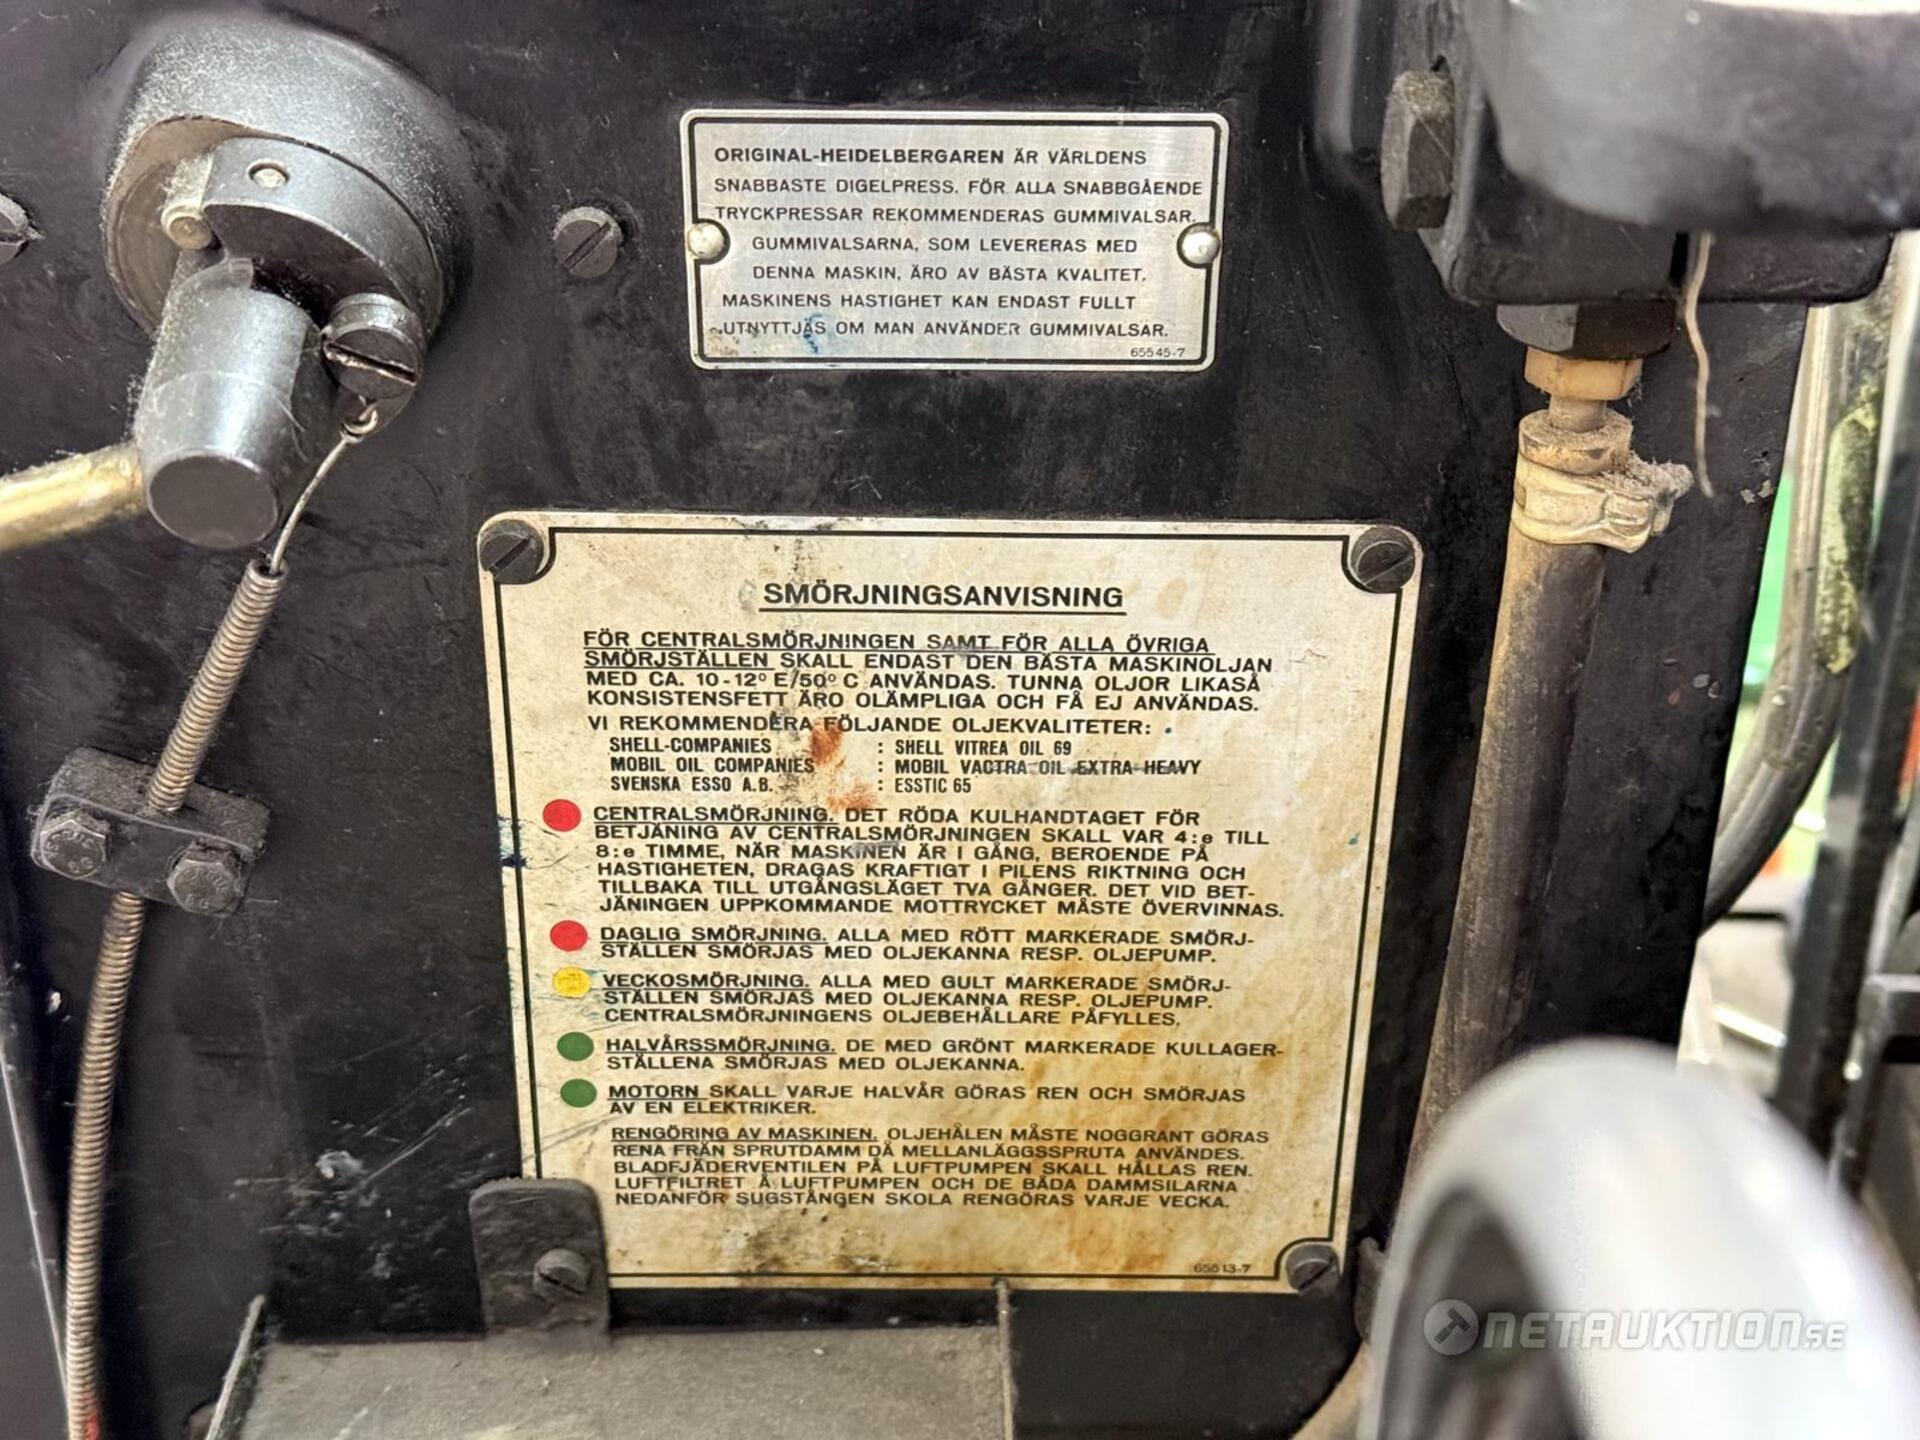 ORIGINAL-HEIDELBERGAREN ÄR VÄRLDENS
SNABBASTE DIGELPRESS. FÖR ALLA SNABBGÅENDE
TRYCKPRESSAR REKOMMENDERAS GUMMIVALSAR.
GUMMIVALSARNA, SOM LEVERERAS MED
DENNA MASKIN, ÄRO AV BÄSTA KVALITET.
MASKINENS HASTIGHET KAN ENDAST FULLT
UTNYTTJAS OM MAN ANVÄNDER GUMMIVALSAR.
65545-7
SMÖRJNINGSANVISNING
FÖR CENTRALSMÖRJNINGEN SAMT FÖR ALLA ÖVRIGA
SMÖRJSTÄLLEN SKALL ENDAST DEN BÄSTA MASKINOLJAN
MED CA. 10-12° E/50° C ANVÄNDAS. TUNNA OLJOR LIKASÅ
KONSISTENSFETT ÄRO OLÄMPLIGA OCH FÅ EJ ANVÄNDAS.
VI REKOMMENDERA FÖLJANDE OLJEKVALITETER:
SHELL-COMPANIES : SHELL VITREA OIL 69
MOBIL OIL COMPANIES : MOBIL VACTRA OIL EXTRA HEAVY
SVENSKA ESSO A.B. : ESSTIC 65
CENTRALSMÖRJNING. DET RÖDA KULHANDTAGET FÖR
BETJÄNING AV CENTRALSMÖRJNINGEN SKALL VAR 4:e TILL
8:e TIMME, NÄR MASKINEN ÄR I GÅNG, BEROENDE PÅ
HASTIGHETEN, DRAGAS KRAFTIGT I PILENS RIKTNING OCH
TILLBAKA TILL UTGÅNGSLÄGET TVA GÅNGER. DET VID BET-
JÄNINGEN UPPKOMMANDE MOTTRYCKET MÅSTE ÖVERVINNAS.
DAGLIG SMÖRJNING. ALLA MED RÖTT MARKERADE SMÖRJ-
STÄLLEN SMÖRJAS MED OLJEKANNA RESP. OLJEPUMP.
VECKOSMÖRJNING. ALLA MED GULT MARKERADE SMÖRJ-
STÄLLEN SMÖRJAS MED OLJEKANNA RESP. OLJEPUMP.
CENTRALSMÖRJNINGENS OLJEBEHÅLLARE PÅFYLLES.
HALVÅRSSMÖRJNING. DE MED GRÖNT MARKERADE KULLAGER-
STÄLLENA SMÖRJAS MED OLJEKANNA.
MOTORN SKALL VARJE HALVÅR GÖRAS REN OCH SMÖRJAS
AV EN ELEKTRIKER.
RENGÖRING AV MASKINEN. OLJEHÅLEN MÅSTE NOGGRANT GÖRAS
RENA FRÅN SPRUTDAMM DÅ MELLANLÄGGSSPRUTA ANVÄNDES.
BLADFJÄDERVENTILEN PÅ LUFTPUMPEN SKALL HÅLLAS REN.
LUFTFILTRET Å LUFTPUMPEN OCH DE BÅDA DAMMSILARNA
NEDANFÖR SUGSTÅNGEN SKOLA RENGÖRAS VARJE VECKA.
65513-7
NETAUKTION.SE